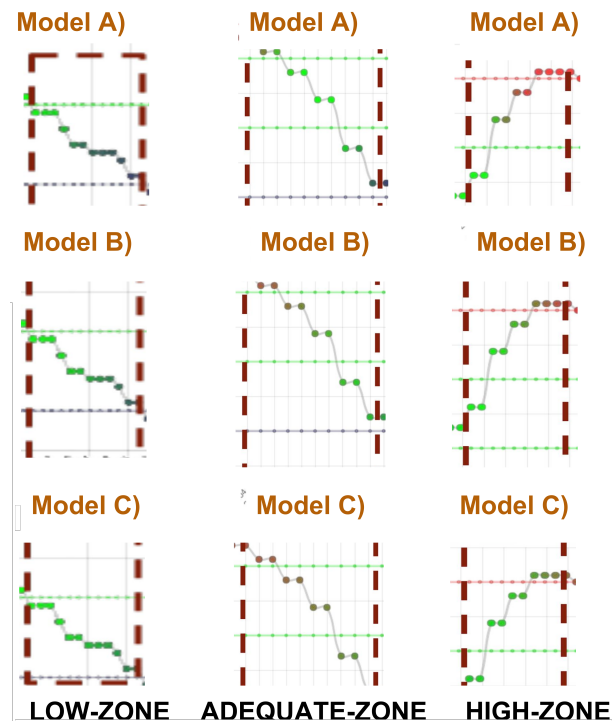 Model A) Model A) Model A)
Model B) Model B) Model B)
Model C) Model C) Model C)
LOW-ZONE ADEQUATE-ZONE HIGH-ZONE